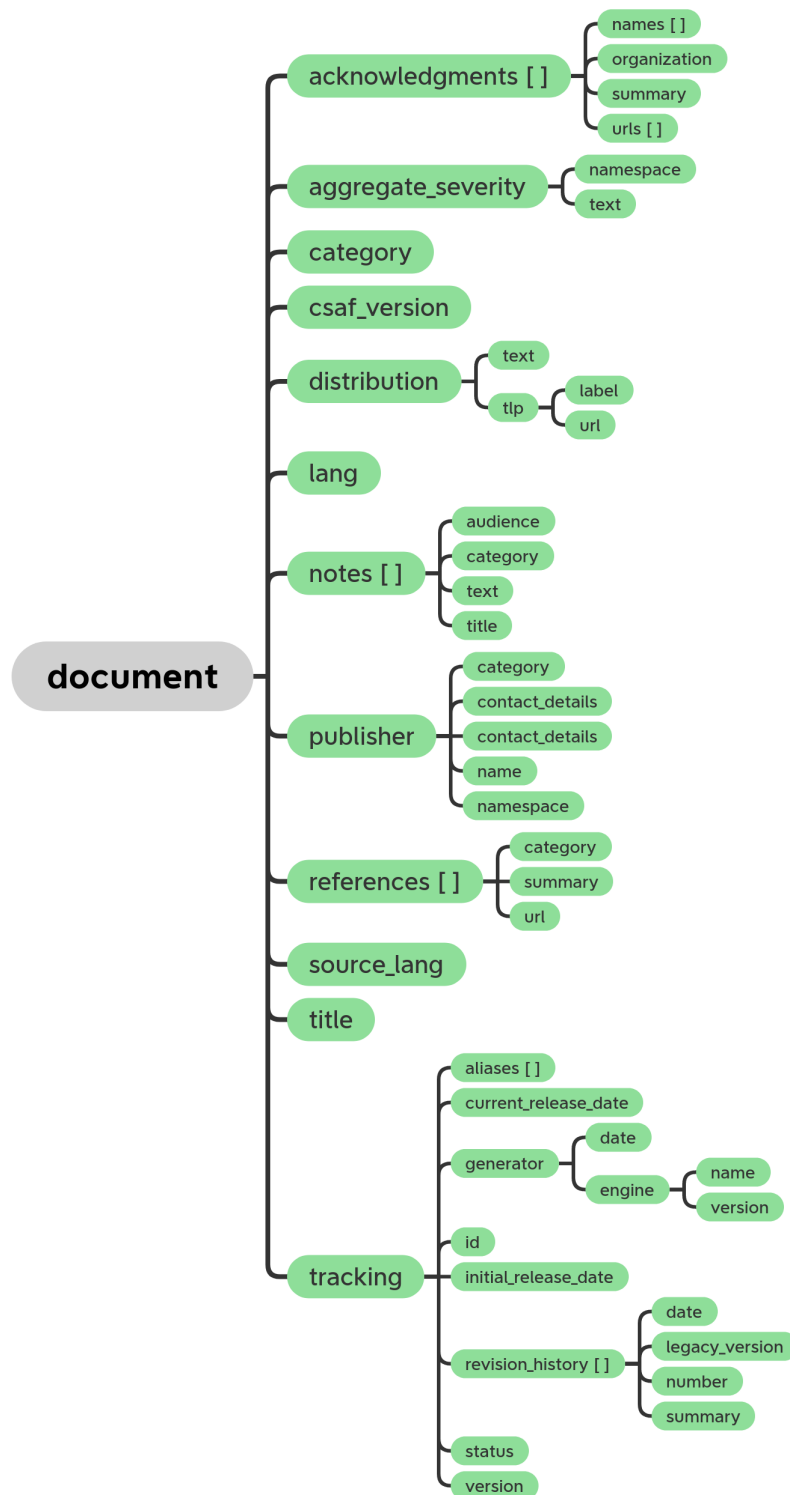 document
acknowledgments [ ]
names [ ]
organization
summary
urls [ ]
aggregate_severity
namespace
text
category
csaf_version
distribution
text
tlp
label
url
lang
notes [ ]
audience
category
text
title
publisher
category
contact_details
contact_details
name
namespace
references [ ]
category
summary
url
source_lang
title
tracking
aliases [ ]
current_release_date
generator
date
engine
name
version
id
initial_release_date
revision_history [ ]
date
legacy_version
number
summary
status
version